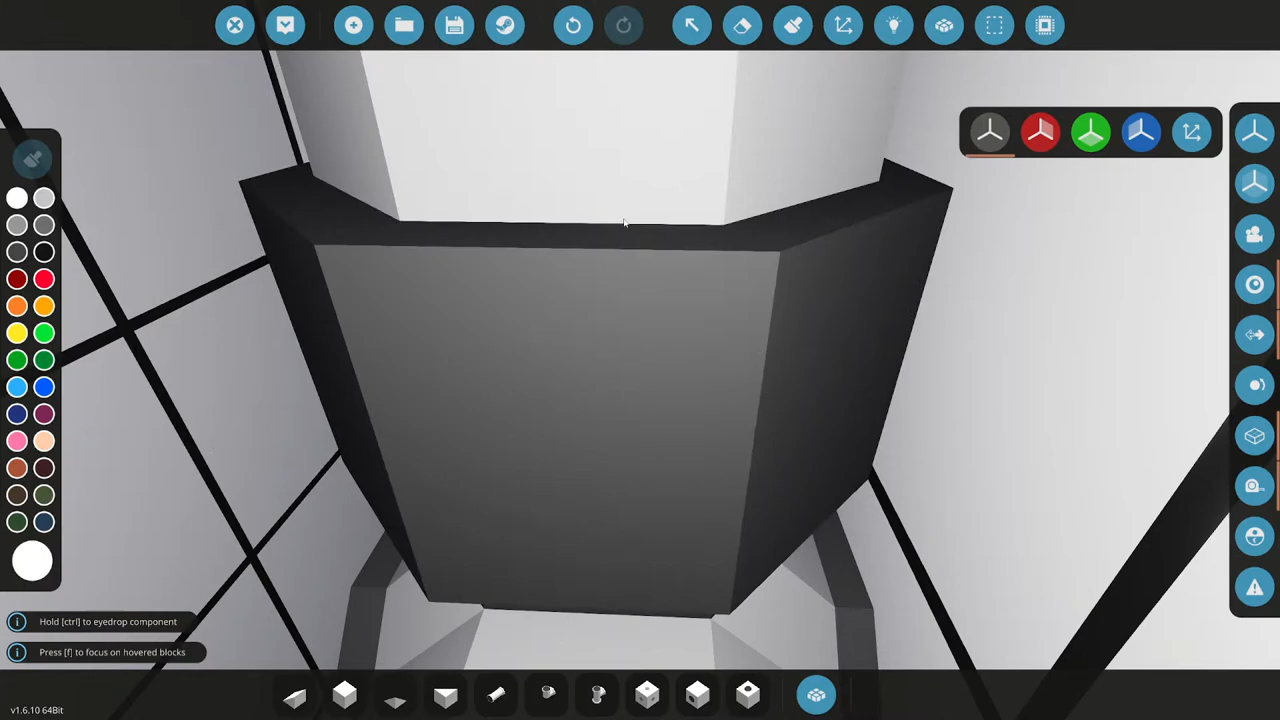 Hold [ctrl] to eyedrop component
Press [f] to focus on hovered blocks
v1.6.10 64Bit